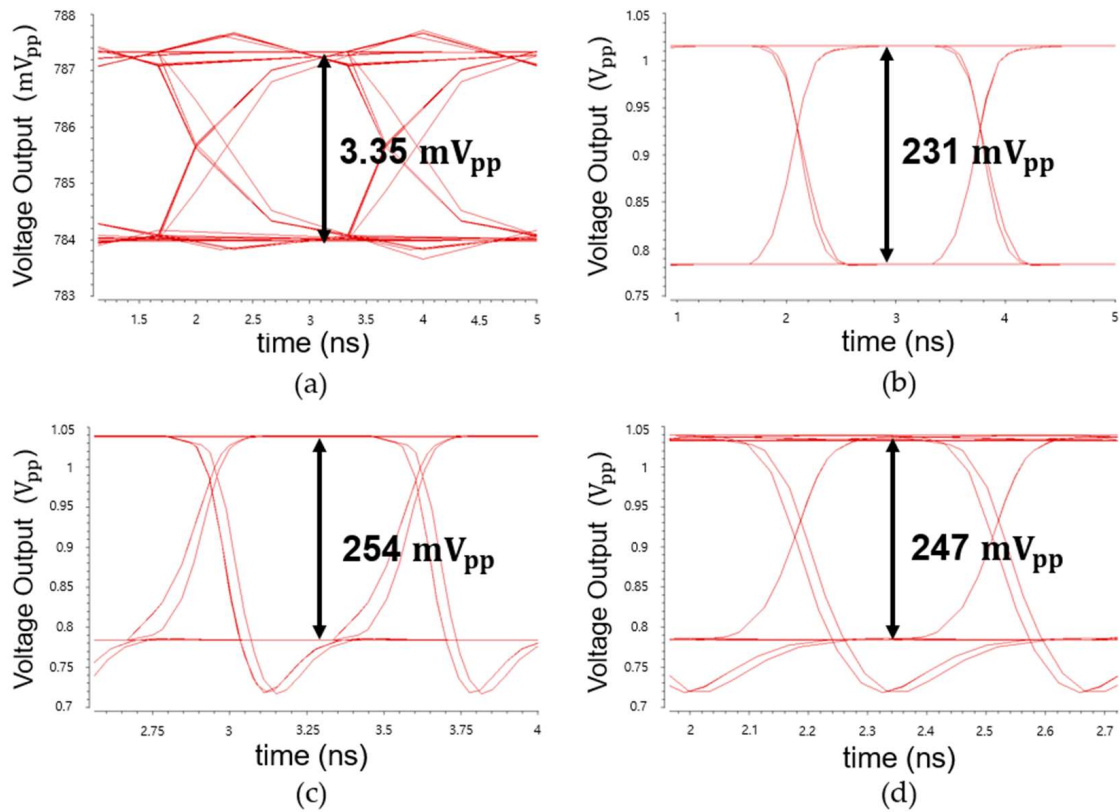 788
787
786
785
784
783
Voltage Output (mVpp)
3.35 mVpp
1.5 2 2.5 3 3.5 4 4.5 5
time (ns)
(a)
1
0.95
0.9
0.85
0.8
0.75
Voltage Output (Vpp)
231 mVpp
1 2 3 4 5
time (ns)
(b)
1.05
1
0.95
0.9
0.85
0.8
0.75
0.7
Voltage Output (Vpp)
254 mVpp
2.75 3 3.25 3.5 3.75 4
time (ns)
(c)
1.05
1
0.95
0.9
0.85
0.8
0.75
0.7
Voltage Output (Vpp)
247 mVpp
2 2.1 2.2 2.3 2.4 2.5 2.6 2.7
time (ns)
(d)